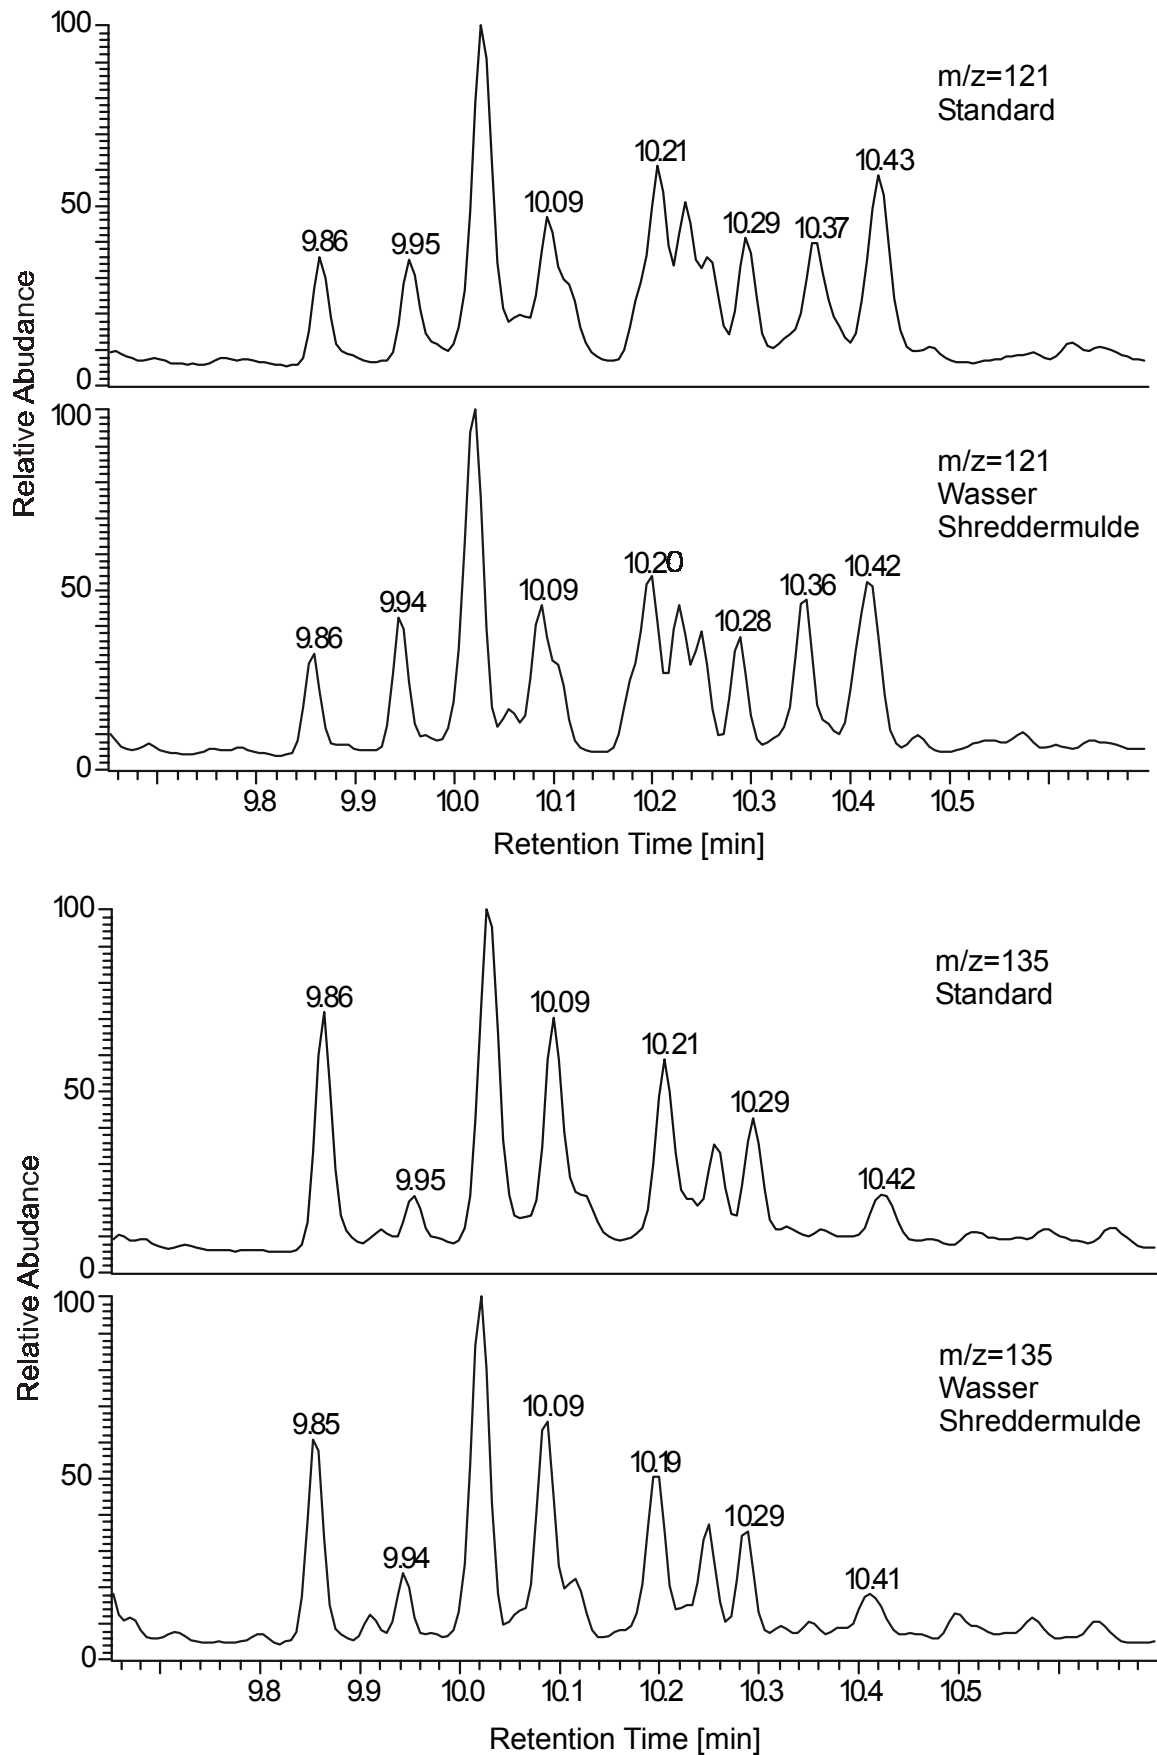 100
50
0
Relative Abudance
m/z=121
Standard
9.86
9.95
10.09
10.21
10.29
10.37
10.43
100
50
0
m/z=121
Wasser
Shreddermulde
9.86
9.94
10.09
10.20
10.28
10.36
10.42
9.8 9.9 10.0 10.1 10.2 10.3 10.4 10.5
Retention Time [min]
100
50
0
Relative Abudance
m/z=135
Standard
9.86
9.95
10.09
10.21
10.29
10.42
100
50
0
m/z=135
Wasser
Shreddermulde
9.85
9.94
10.09
10.19
10.29
10.41
9.8 9.9 10.0 10.1 10.2 10.3 10.4 10.5
Retention Time [min]